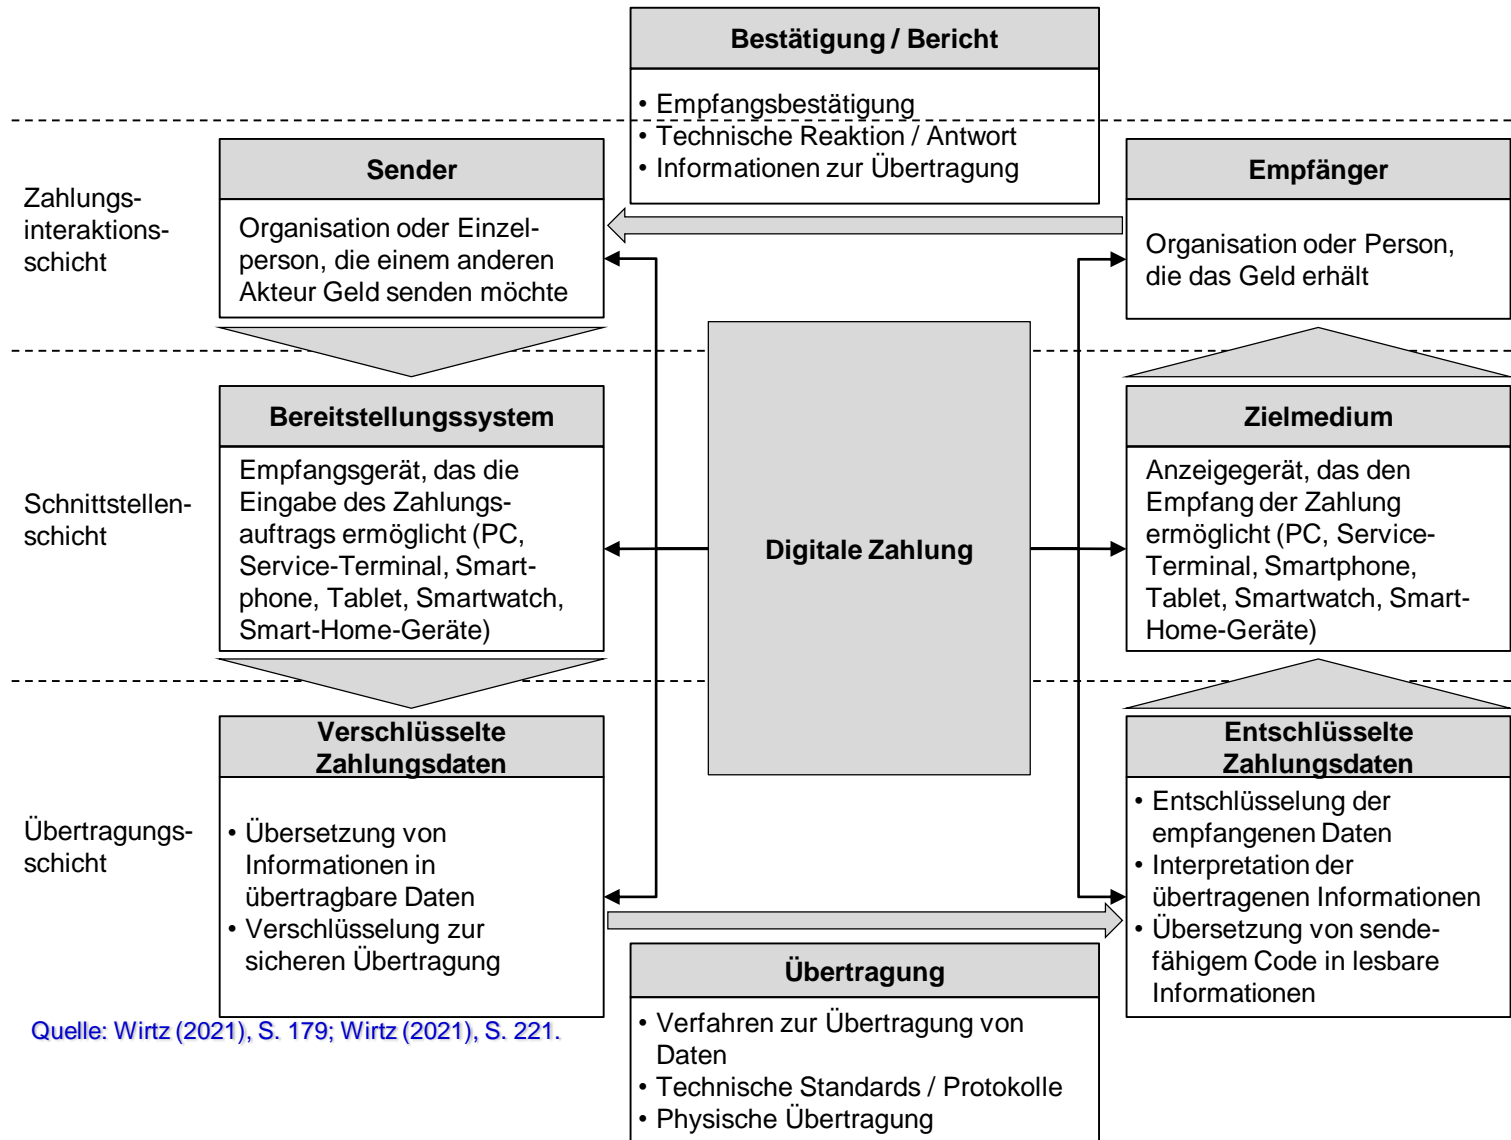 Bestätigung / Bericht
• Empfangsbestätigung
• Technische Reaktion / Antwort
• Informationen zur Übertragung
Zahlungs-
interaktions-
schicht
Sender
Organisation oder Einzel-
person, die einem anderen
Akteur Geld senden möchte
Empfänger
Organisation oder Person,
die das Geld erhält
Schnittstellen-
schicht
Bereitstellungssystem
Empfangsgerät, das die
Eingabe des Zahlungs-
auftrags ermöglicht (PC,
Service-Terminal, Smart-
phone, Tablet, Smartwatch,
Smart-Home-Geräte)
Digitale Zahlung
Zielmedium
Anzeigegerät, das den
Empfang der Zahlung
ermöglicht (PC, Service-
Terminal, Smartphone,
Tablet, Smartwatch, Smart-
Home-Geräte)
Übertragungs-
schicht
Verschlüsselte
Zahlungsdaten
• Übersetzung von
Informationen in
übertragbare Daten
• Verschlüsselung zur
sicheren Übertragung
Entschlüsselte
Zahlungsdaten
• Entschlüsselung der
empfangenen Daten
• Interpretation der
übertragenen Informationen
• Übersetzung von sende-
fähigem Code in lesbare
Informationen
Übertragung
• Verfahren zur Übertragung von
Daten
• Technische Standards / Protokolle
• Physische Übertragung
Quelle: Wirtz (2021), S. 179; Wirtz (2021), S. 221.